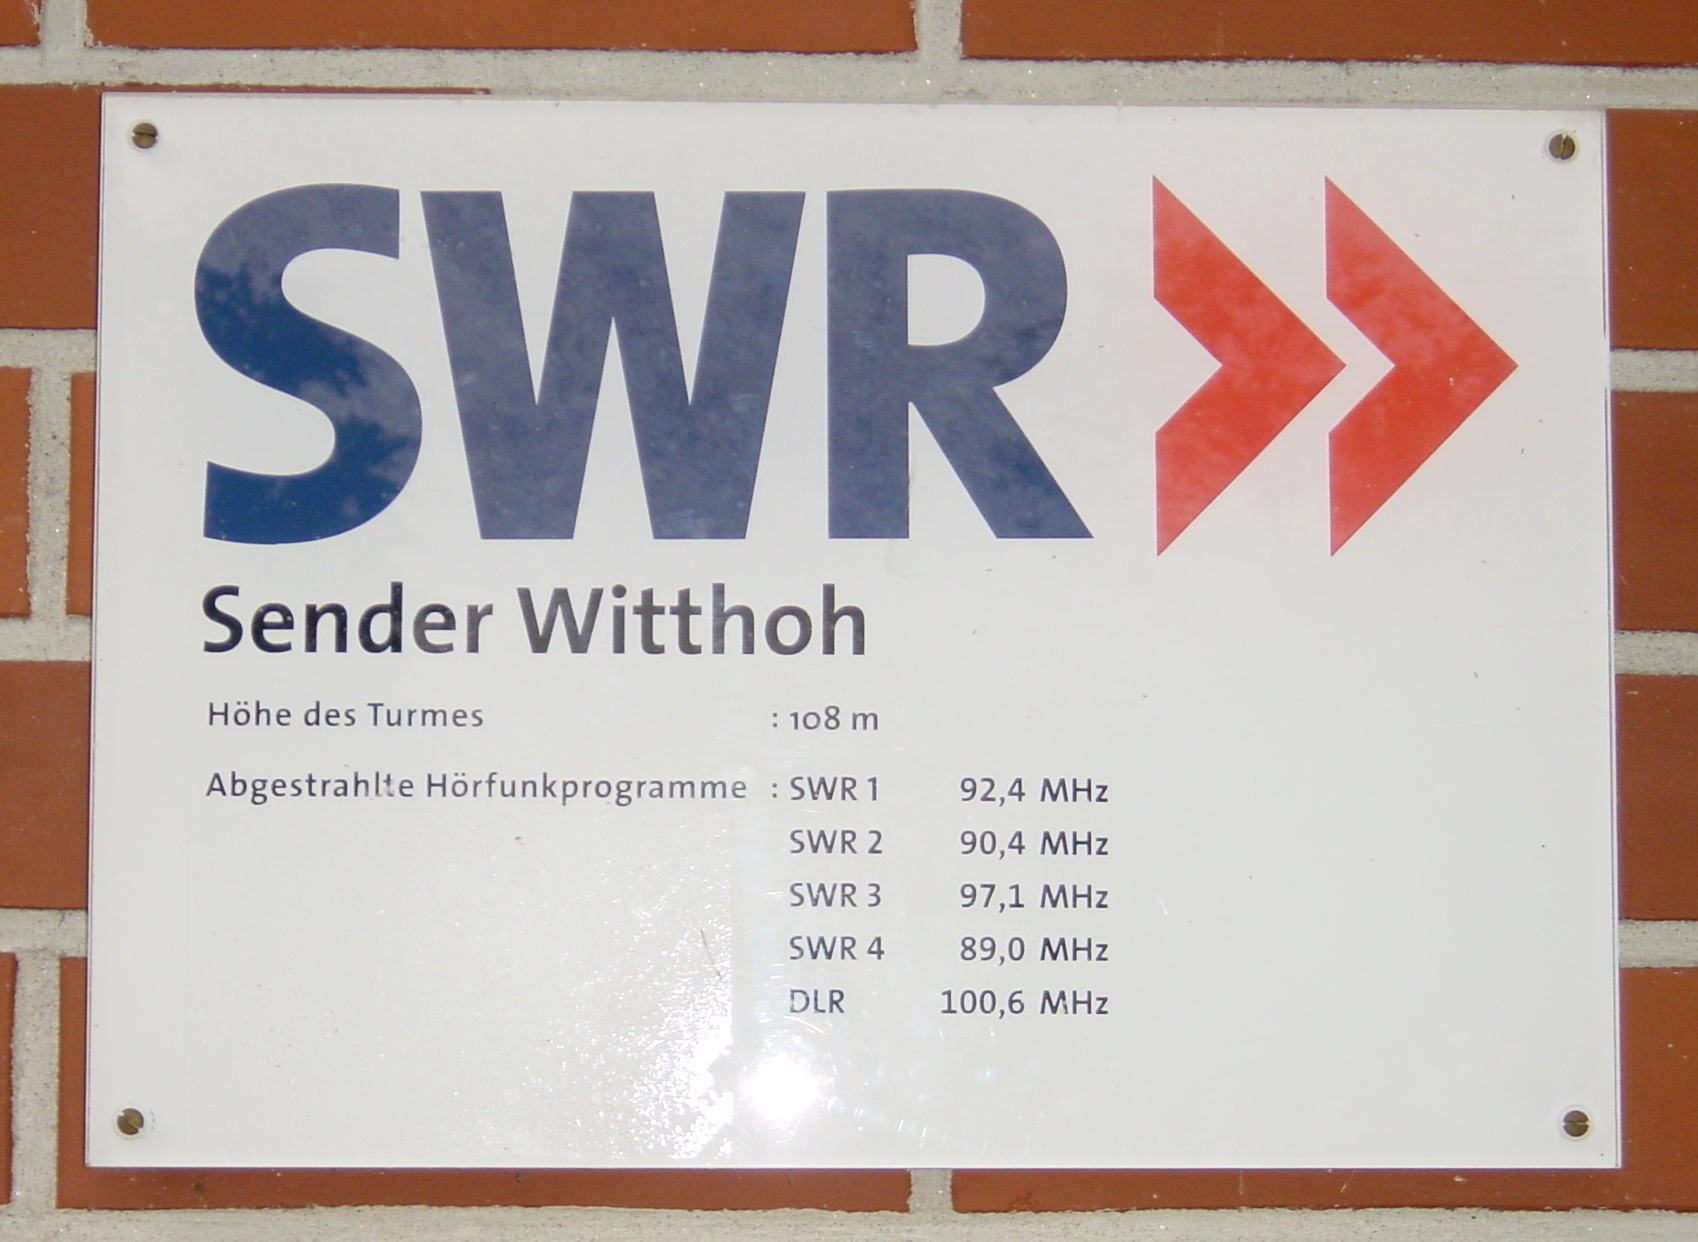 SWR
Sender Witthoh
Höhe des Turmes : 108 m
Abgestrahlte Hörfunkprogramme : SWR 1 92,4 MHz
SWR 2 90,4 MHz
SWR 3 97,1 MHz
SWR 4 89,0 MHz
DLR 100,6 MHz